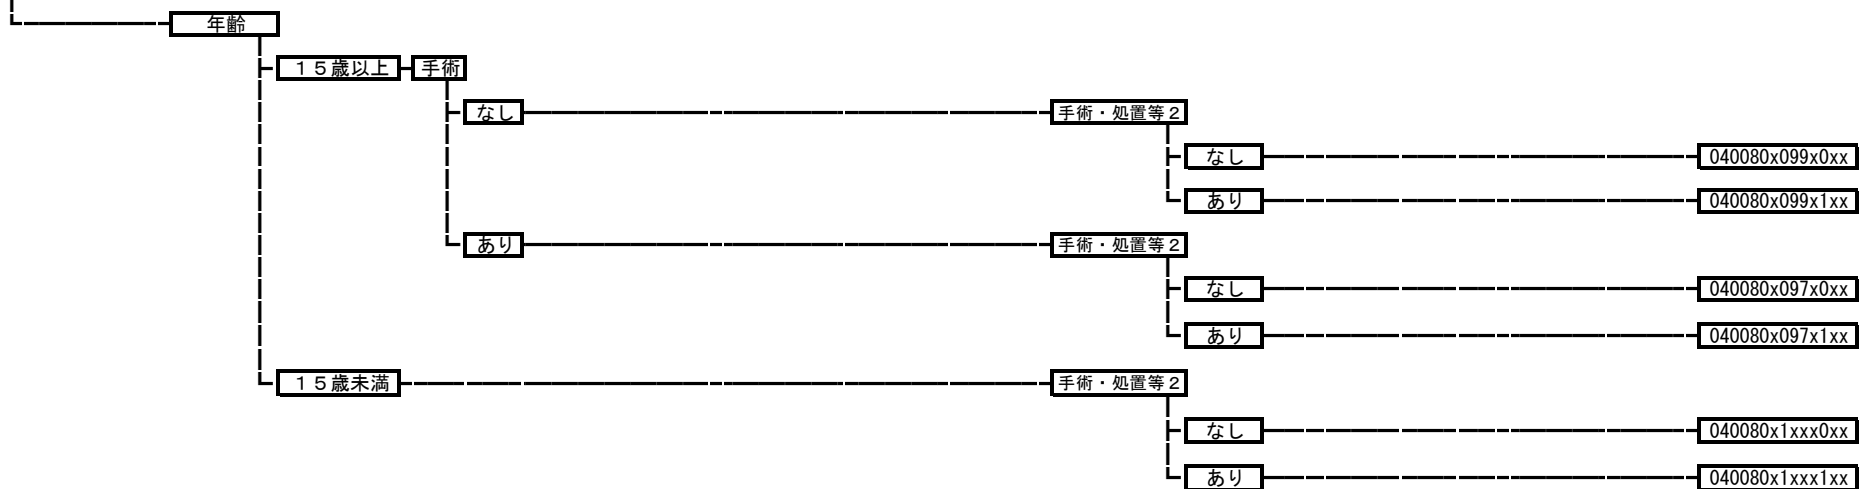 年齢
１５歳以上 手術
なし 手術・処置等２
なし 040080x099x0xx
あり 040080x099x1xx
あり 手術・処置等２
なし 040080x097x0xx
あり 040080x097x1xx
１５歳未満 手術・処置等２
なし 040080x1xxx0xx
あり 040080x1xxx1xx